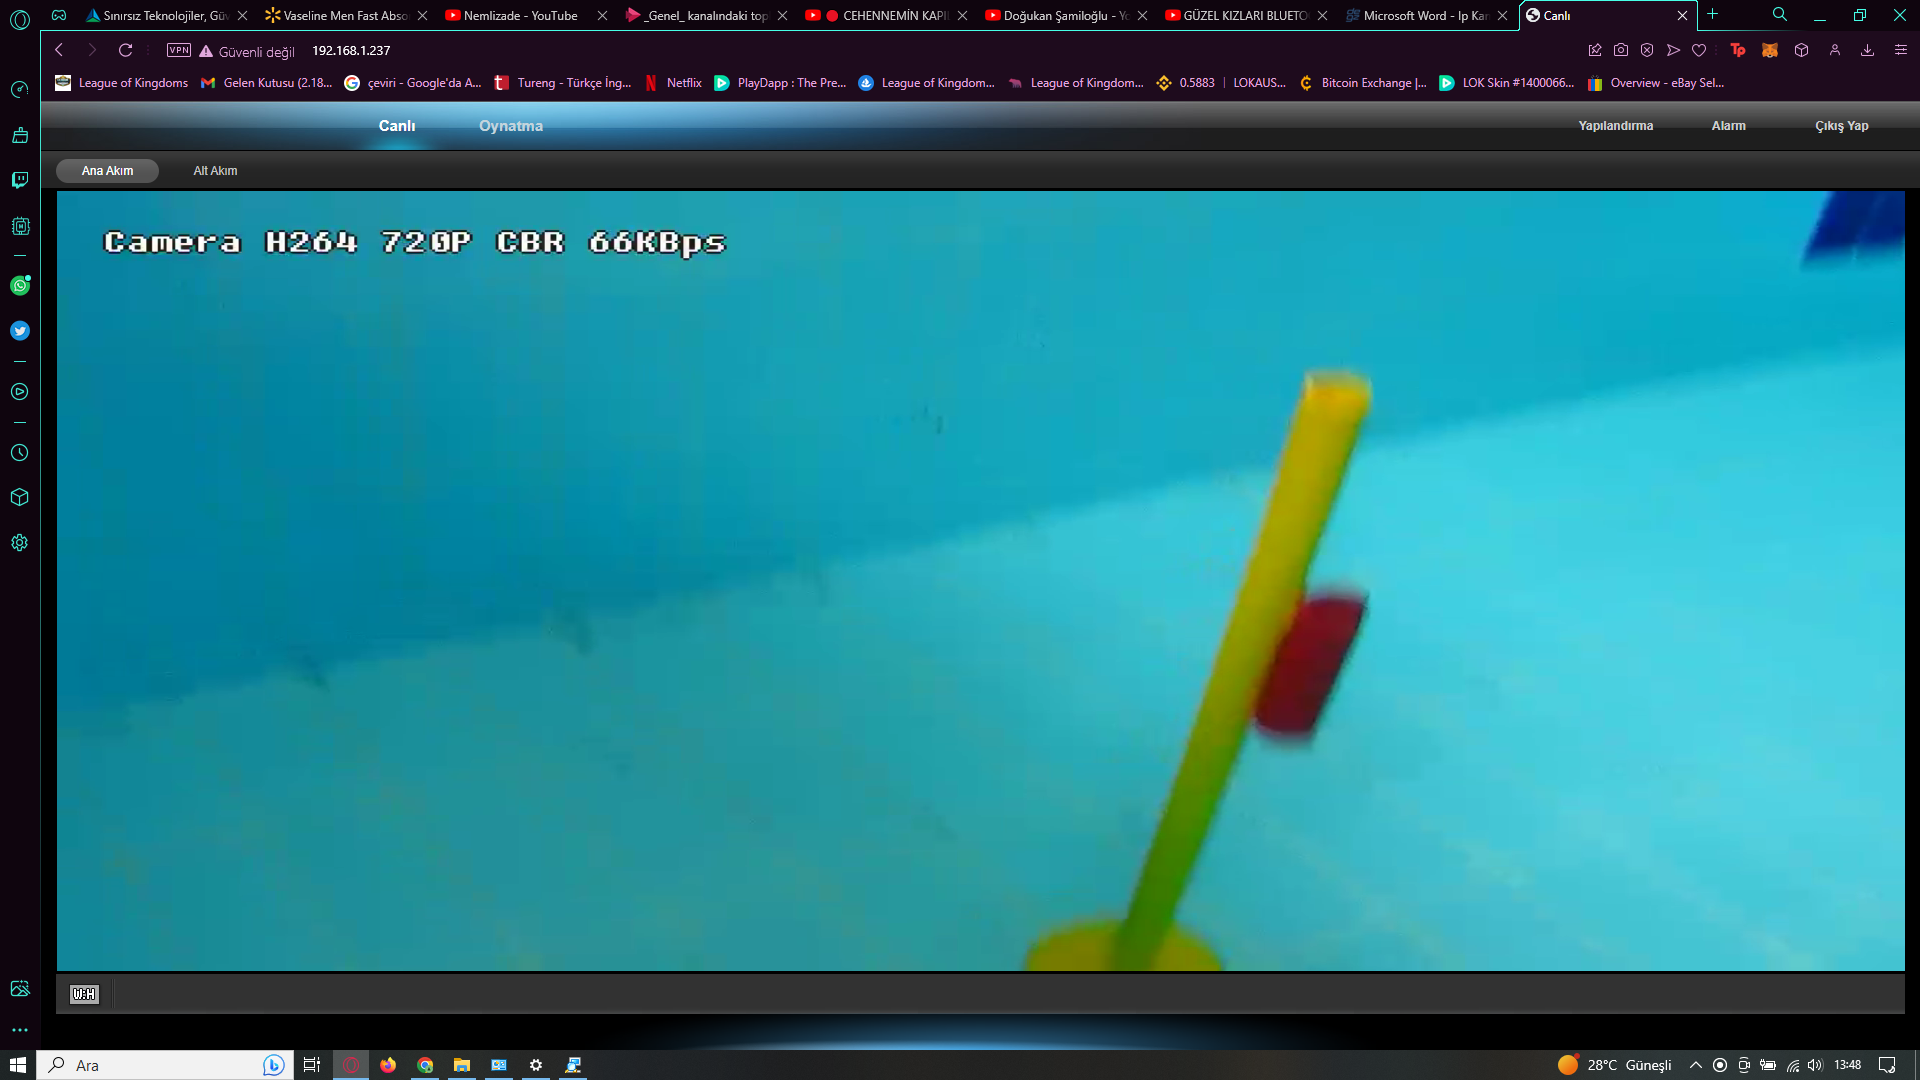 Sınırsız Teknolojiler, Gü
Vaseline Men Fast Abso
Nemlizade - YouTube
_Genel_ kanalındaki top
CEHENNEMİN KAPI
Doğukan Şamiloğlu - Yo
GÜZEL KIZLARI BLUETO
Microsoft Word - Ip Kam
Canlı
VPN
Güvenli değil
192.168.1.237
Tp
League of Kingdoms
Gelen Kutusu (2.18...
çeviri - Google'da A...
Tureng - Türkçe İng...
Netflix
PlayDapp : The Pre...
League of Kingdom...
League of Kingdom...
0.5883 | LOKAUS...
Bitcoin Exchange |...
LOK Skin #1400066...
Overview - eBay Sel...
Canlı
Oynatma
Yapılandırma
Alarm
Çıkış Yap
Ana Akım
Alt Akım
Camera H264 720P CBR 66KBps
W:H
Ara
28°C Güneşli
13:48